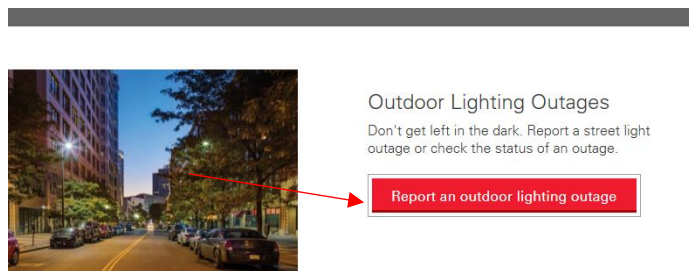 Outdoor Lighting Outages
Don't get left in the dark. Report a street light
outage or check the status of an outage.
Report an outdoor lighting outage